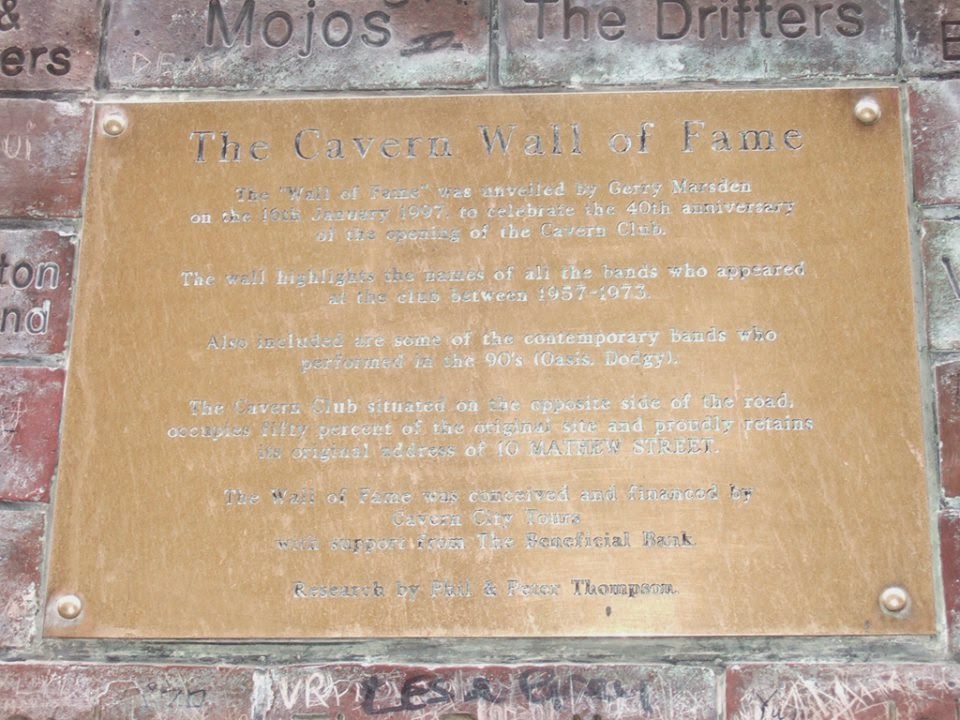 &
ers
Mojos
The Drifters
The Cavern Wall of Fame
The "Wall of Fame" was unveiled by Gerry Marsden
on the 16th January 1997, to celebrate the 40th anniversary
of the opening of the Cavern Club.
The wall highlights the names of all the bands who appeared
at the club between 1957-1973.
Also included are some of the contemporary bands who
performed in the 90's (Oasis, Dodgy).
The Cavern Club situated on the opposite side of the road,
occupies fifty percent of the original site and proudly retains
its original address of 10 MATHEW STREET.
The Wall of Fame was conceived and financed by
Cavern City Tours
with support from The Beneficial Bank.
Research by Phil & Peter Thompson.
ton
nd